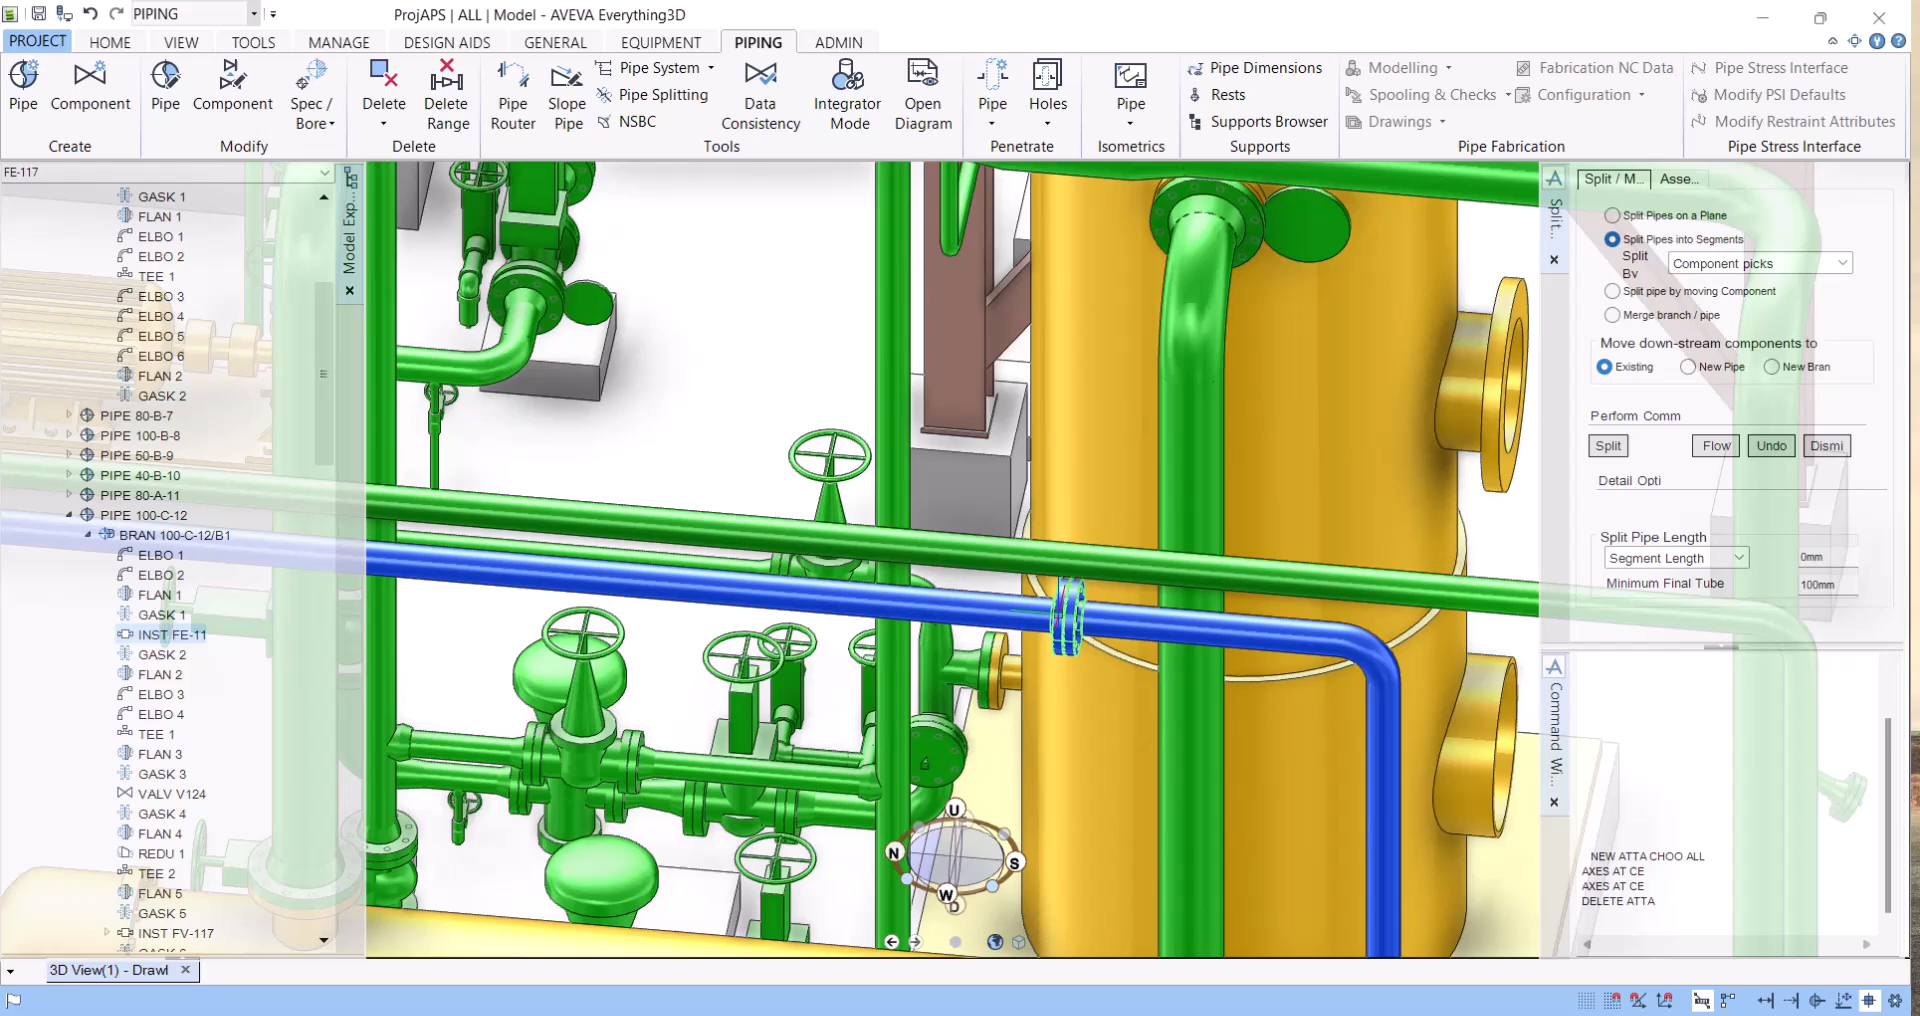 PIPING
ProjAPS | ALL | Model - AVEVA Everything3D
PROJECT HOME VIEW TOOLS MANAGE DESIGN AIDS GENERAL EQUIPMENT PIPING ADMIN
Pipe Component Pipe Component Spec / Bore Delete Delete Range Pipe Router Slope Pipe
Pipe System
Pipe Splitting
NSBC
Data Consistency Integrator Mode Open Diagram Pipe Holes Pipe
Pipe Dimensions
Rests
Supports Browser
Modelling
Spooling & Checks
Drawings
Fabrication NC Data
Configuration
Pipe Stress Interface
Modify PSI Defaults
Modify Restraint Attributes
Create Modify Delete Tools Penetrate Isometrics Supports Pipe Fabrication Pipe Stress Interface
FE-117
Model Exp...
GASK 1
FLAN 1
ELBO 1
ELBO 2
TEE 1
ELBO 3
ELBO 4
ELBO 5
ELBO 6
FLAN 2
GASK 2
PIPE 80-B-7
PIPE 100-B-8
PIPE 50-B-9
PIPE 40-B-10
PIPE 80-A-11
PIPE 100-C-12
BRAN 100-C-12/B1
ELBO 1
ELBO 2
FLAN 1
GASK 1
INST FE-11
GASK 2
FLAN 2
ELBO 3
ELBO 4
TEE 1
FLAN 3
GASK 3
VALV V124
GASK 4
FLAN 4
REDU 1
TEE 2
FLAN 5
GASK 5
INST FV-117
U
N
S
W
D
Split...
Split / M... Asse...
Split Pipes on a Plane
Split Pipes into Segments
Split
By
Component picks
Split pipe by moving Component
Merge branch / pipe
Move down-stream components to
Existing New Pipe New Bran
Perform Comm
Split Flow Undo Dismi
Detail Opti
Split Pipe Length
Segment Length 0mm
Minimum Final Tube 100mm
Command Wi...
NEW ATTA CHOO ALL
AXES AT CE
AXES AT CE
DELETE ATTA
3D View(1) - Drawl